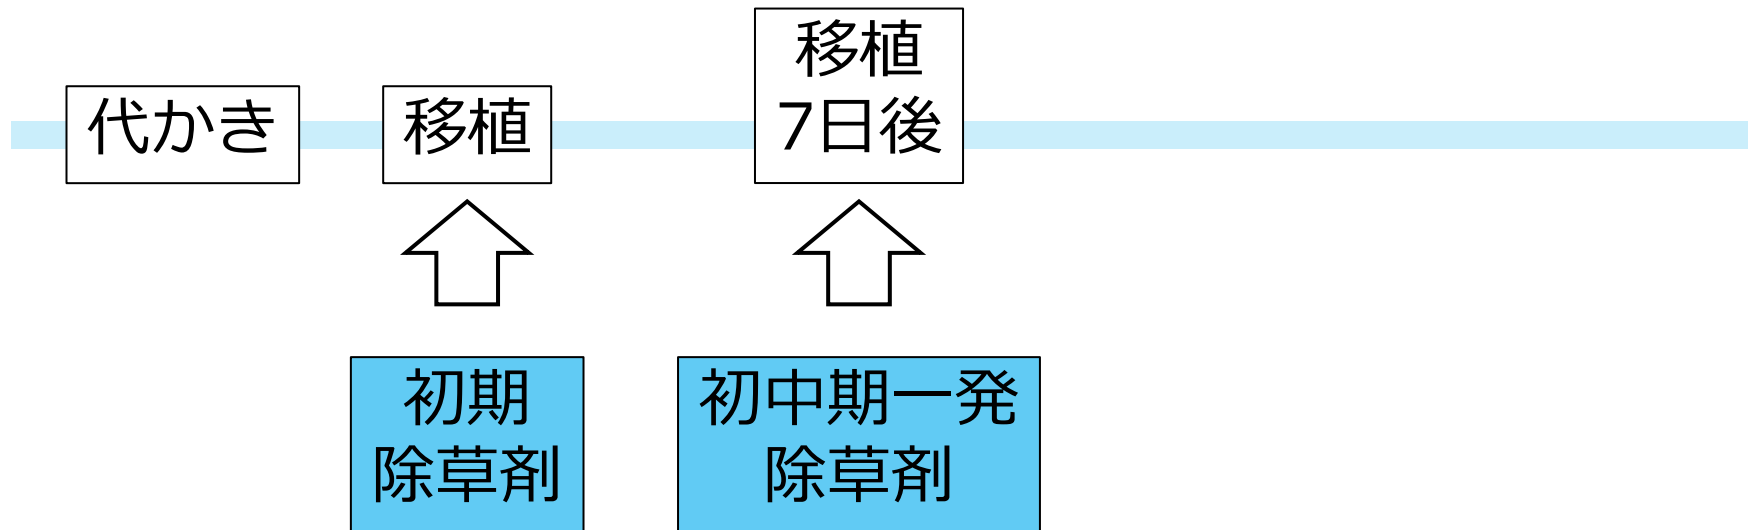 代かき
移植
移植
7日後
初期
除草剤
初中期一発
除草剤